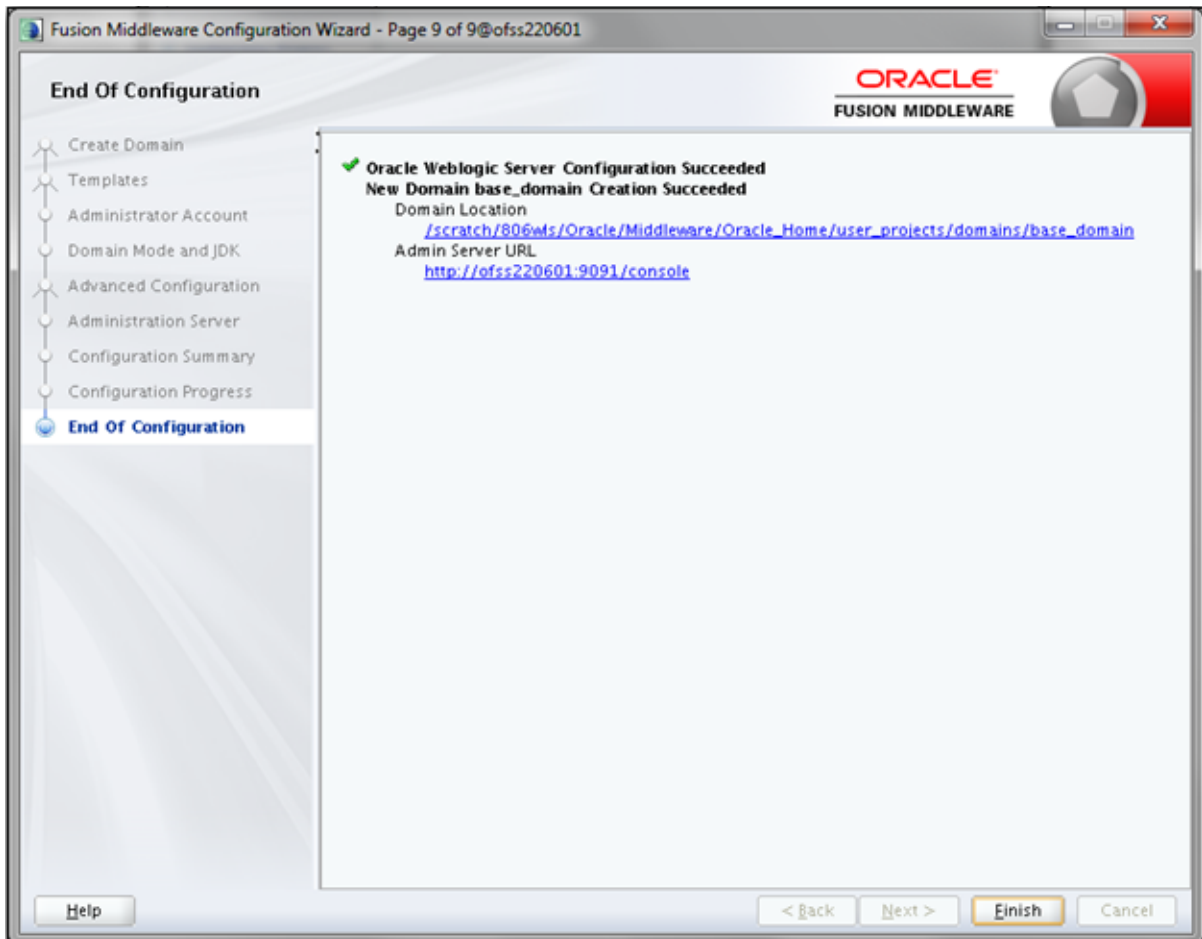 Fusion Middleware Configuration Wizard - Page 9 of 9@ofss220601
End Of Configuration
ORACLE
FUSION MIDDLEWARE
Create Domain
Templates
Administrator Account
Domain Mode and JDK
Advanced Configuration
Administration Server
Configuration Summary
Configuration Progress
End Of Configuration
Oracle Weblogic Server Configuration Succeeded
New Domain base_domain Creation Succeeded
Domain Location
/scratch/806wls/Oracle/Middleware/Oracle_Home/user_projects/domains/base_domain
Admin Server URL
http://ofss220601:9091/console
Help
< Back
Next >
Finish
Cancel